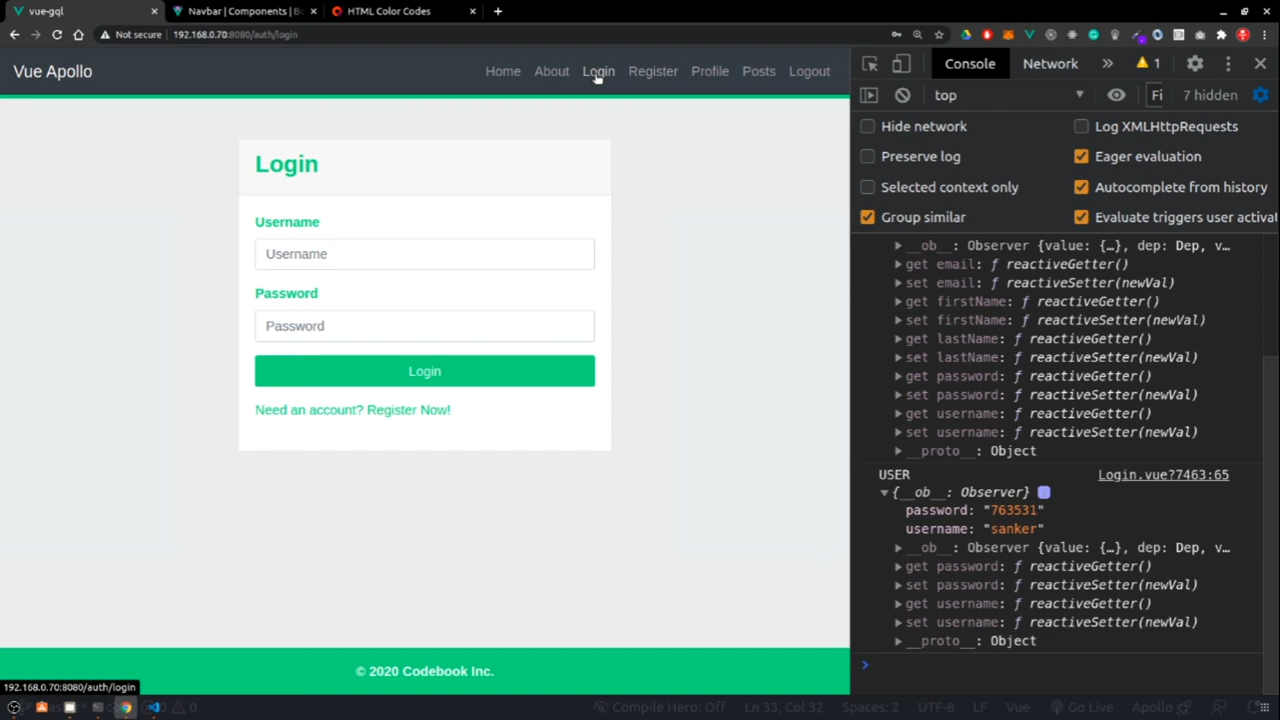 vue-gql
Navbar | Components | Bo
HTML Color Codes
Not secure
192.168.0.70:8080/auth/login
Vue Apollo
Home
About
Login
Register
Profile
Posts
Logout
Login
Username
Username
Password
Password
Login
Need an account? Register Now!
© 2020 Codebook Inc.
192.168.0.70:8080/auth/login
Console
Network
1
top
Fi
7 hidden
Hide network
Log XMLHttpRequests
Preserve log
Eager evaluation
Selected context only
Autocomplete from history
Group similar
Evaluate triggers user activat
__ob__: Observer {value: {…}, dep: Dep, v…
get email: ƒ reactiveGetter()
set email: ƒ reactiveSetter(newVal)
get firstName: ƒ reactiveGetter()
set firstName: ƒ reactiveSetter(newVal)
get lastName: ƒ reactiveGetter()
set lastName: ƒ reactiveSetter(newVal)
get password: ƒ reactiveGetter()
set password: ƒ reactiveSetter(newVal)
get username: ƒ reactiveGetter()
set username: ƒ reactiveSetter(newVal)
__proto__: Object
USER
Login.vue?7463:65
{__ob__: Observer}
password: "763531"
username: "sanker"
__ob__: Observer {value: {…}, dep: Dep, v…
get password: ƒ reactiveGetter()
set password: ƒ reactiveSetter(newVal)
get username: ƒ reactiveGetter()
set username: ƒ reactiveSetter(newVal)
__proto__: Object
0
Compile Hero: Off
Ln 33, Col 32
Spaces: 2
UTF-8
LF
Vue
Go Live
Apollo